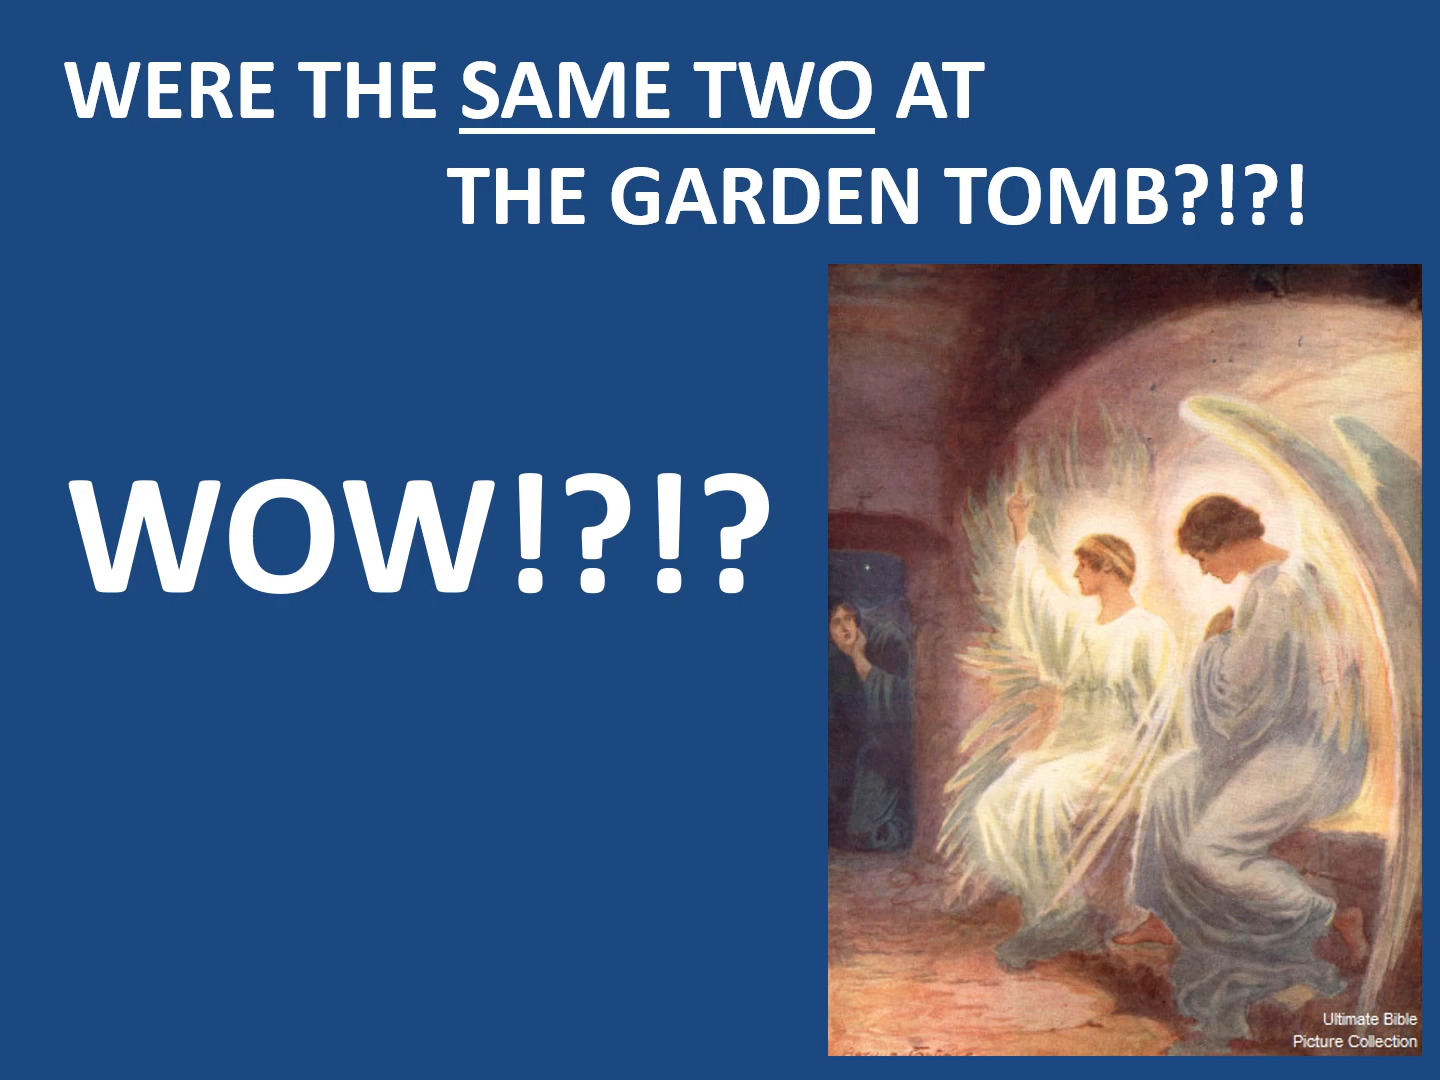 WERE THE SAME TWO AT
THE GARDEN TOMB?!?!
WOW!?!?
Ultimate Bible
Picture Collection